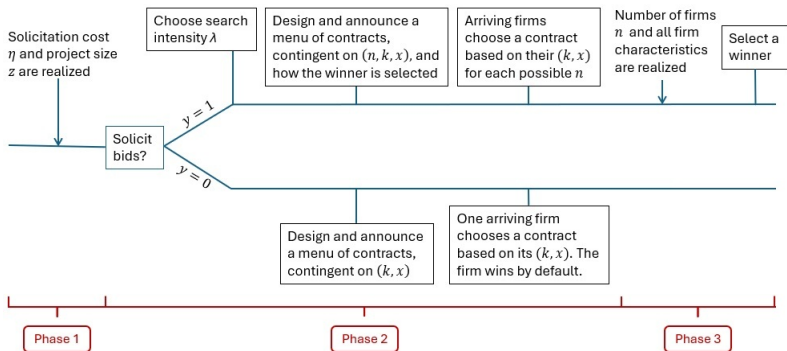 Solicitation cost
η and project size
z are realized
Choose search
intensity λ
Design and announce a
menu of contracts,
contingent on (n, k, x), and
how the winner is selected
Arriving firms
choose a contract
based on their (k, x)
for each possible n
Number of firms
n and all firm
characteristics
are realized
Select a
winner
Solicit
bids?
y = 1
y = 0
Design and announce
a menu of contracts,
contingent on (k, x)
One arriving firm
chooses a contract
based on its (k, x). The
firm wins by default.
Phase 1
Phase 2
Phase 3